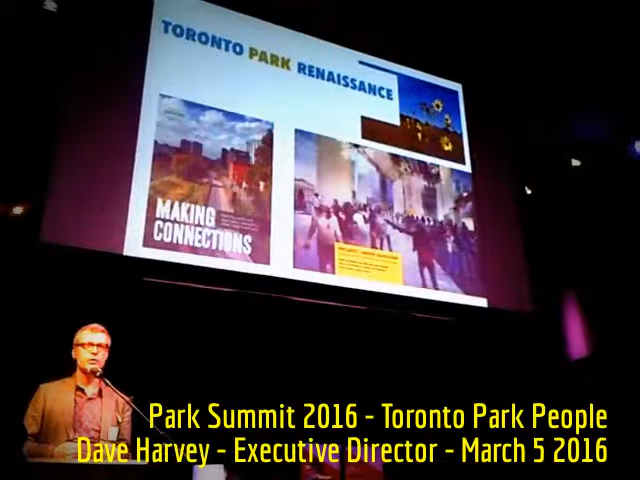 TORONTO PARK RENAISSANCE
MAKING
CONNECTIONS
Park Summit 2016 - Toronto Park People
Dave Harvey - Executive Director - March 5 2016